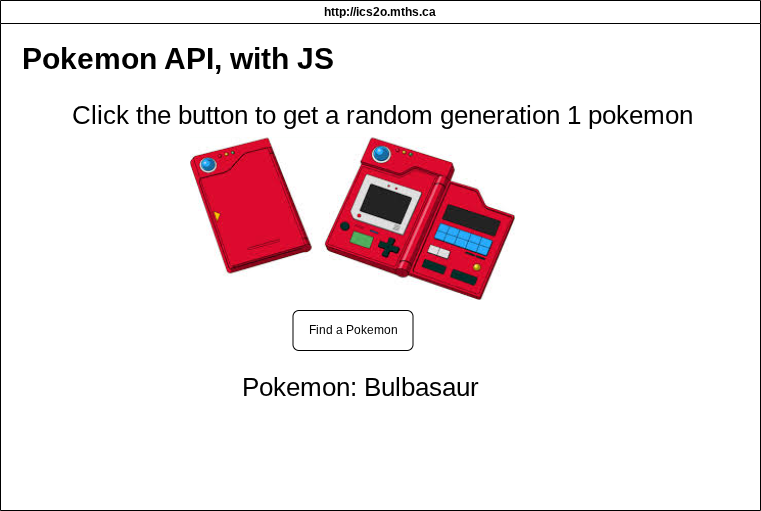 http://ics2o.mths.ca
Pokemon API, with JS
Click the button to get a random generation 1 pokemon
Find a Pokemon
Pokemon: Bulbasaur